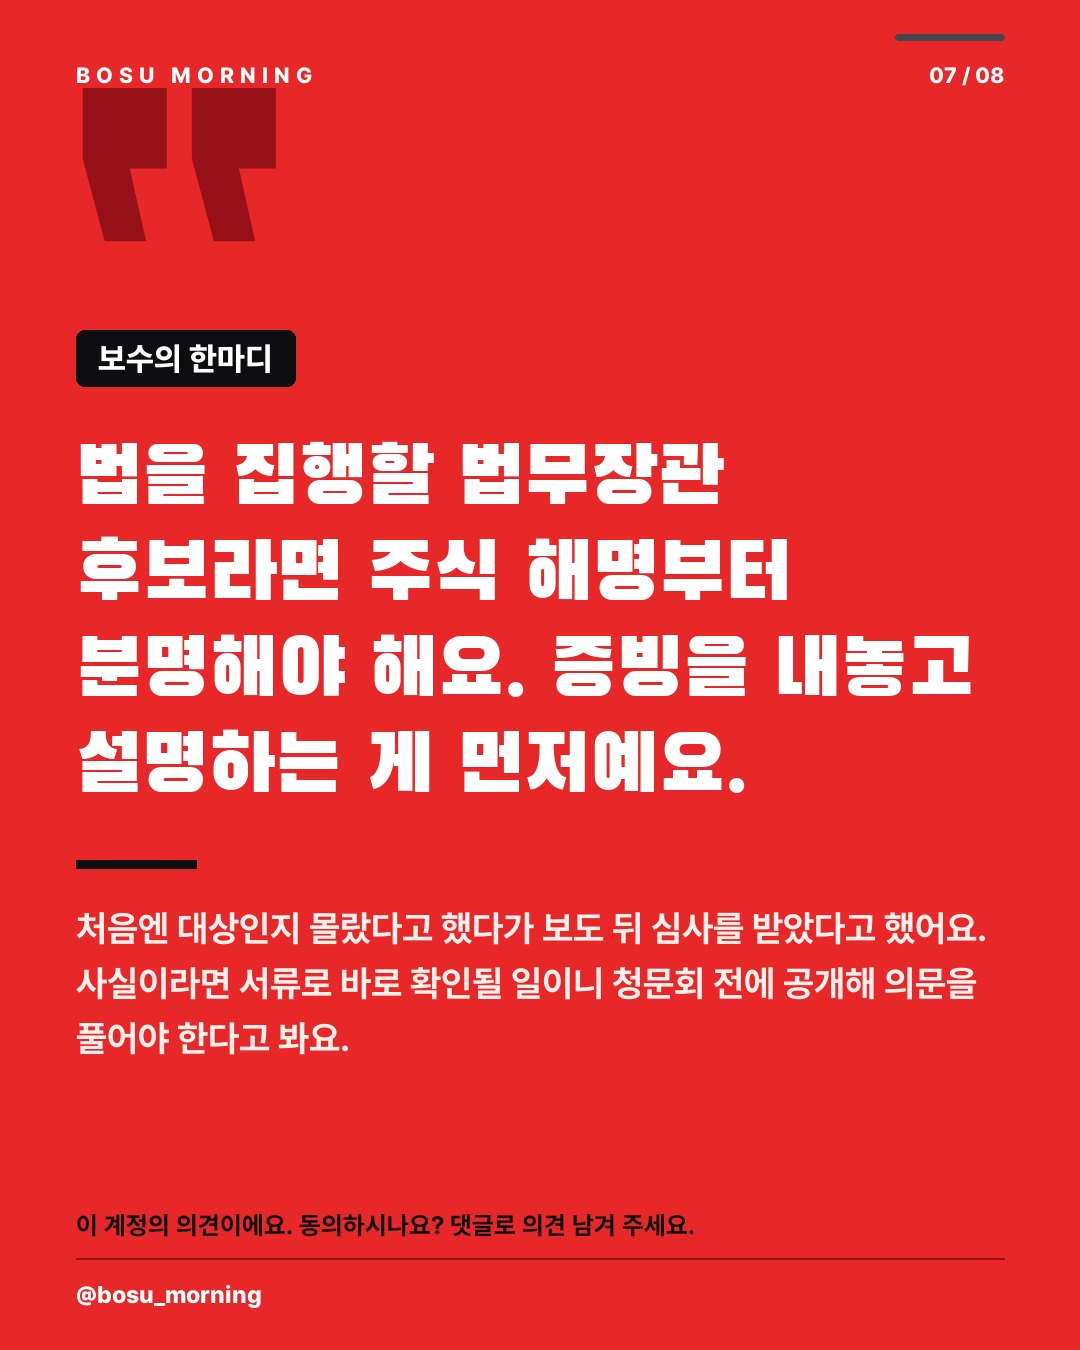 BOSU MORNING
07 / 08
보수의 한마디
법을 집행할 법무장관
후보라면 주식 해명부터
분명해야 해요. 증빙을 내놓고
설명하는 게 먼저예요.
처음엔 대상인지 몰랐다고 했다가 보도 뒤 심사를 받았다고 했어요.
사실이라면 서류로 바로 확인될 일이니 청문회 전에 공개해 의문을
풀어야 한다고 봐요.
이 계정의 의견이에요. 동의하시나요? 댓글로 의견 남겨 주세요.
@bosu_morning